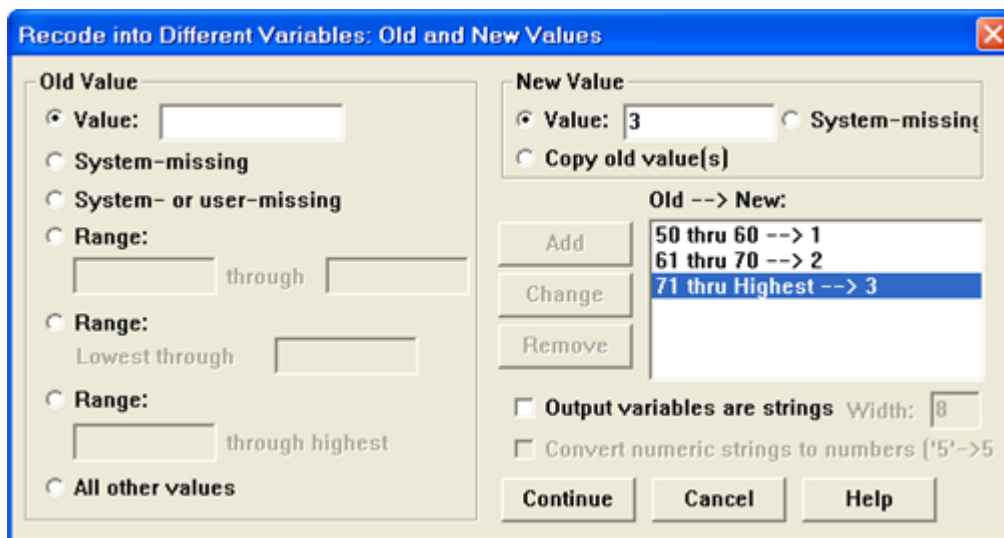 Recode into Different Variables: Old and New Values
Old Value
Value:
System-missing
System- or user-missing
Range:
through
Range:
Lowest through
Range:
through highest
All other values
New Value
Value: 3 System-missing
Copy old value(s)
Old --> New:
Add
Change
Remove
50 thru 60 --> 1
61 thru 70 --> 2
71 thru Highest --> 3
Output variables are strings Width: 8
Convert numeric strings to numbers ('5'->5
Continue Cancel Help